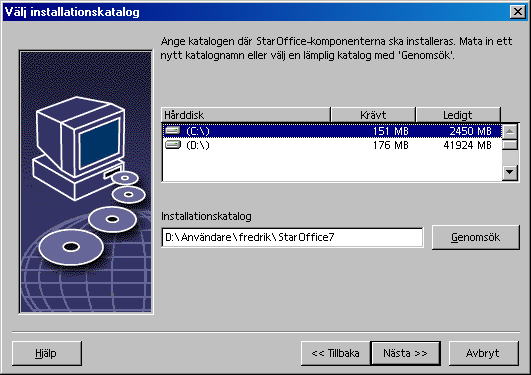 Välj installationskatalog
Ange katalogen där StarOffice-komponenterna ska installeras. Mata in ett
nytt katalognamn eller välj en lämplig katalog med 'Genomsök'.
Hårddisk Krävt Ledigt
(C:\) 151 MB 2450 MB
(D:\) 176 MB 41924 MB
Installationskatalog
D:\Användare\fredrik\StarOffice7 Genomsök
Hjälp << Tillbaka Nästa >> Avbryt